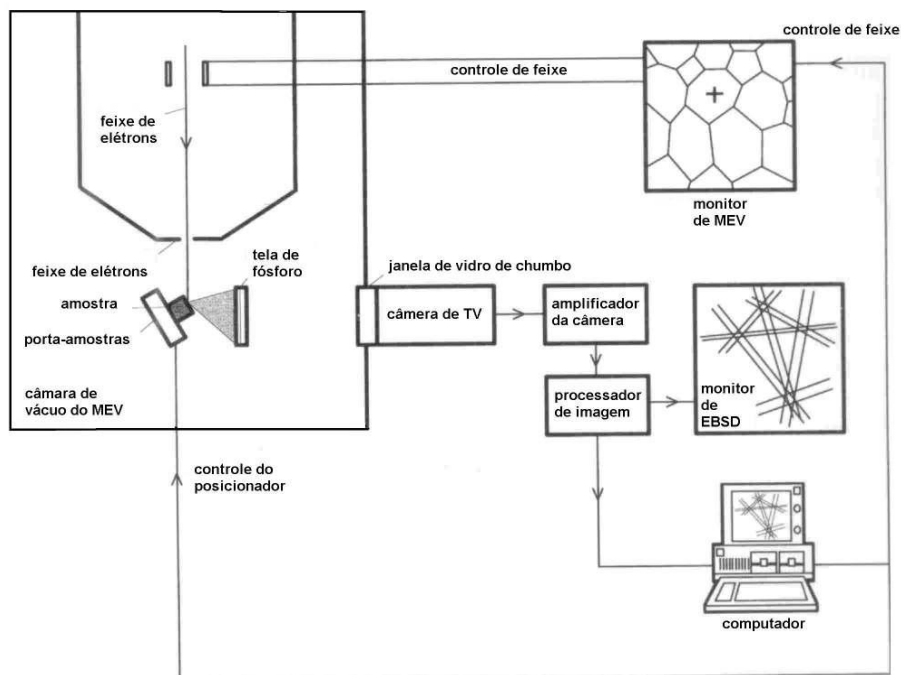 controle de feixe
controle de feixe
feixe de
elétrons
monitor
de MEV
feixe de elétrons
tela de
fósforo
janela de vidro de chumbo
amostra
porta-amostras
câmera de TV
amplificador
da câmera
câmara de
vácuo do MEV
processador
de imagem
monitor
de
EBSD
controle do
posicionador
computador